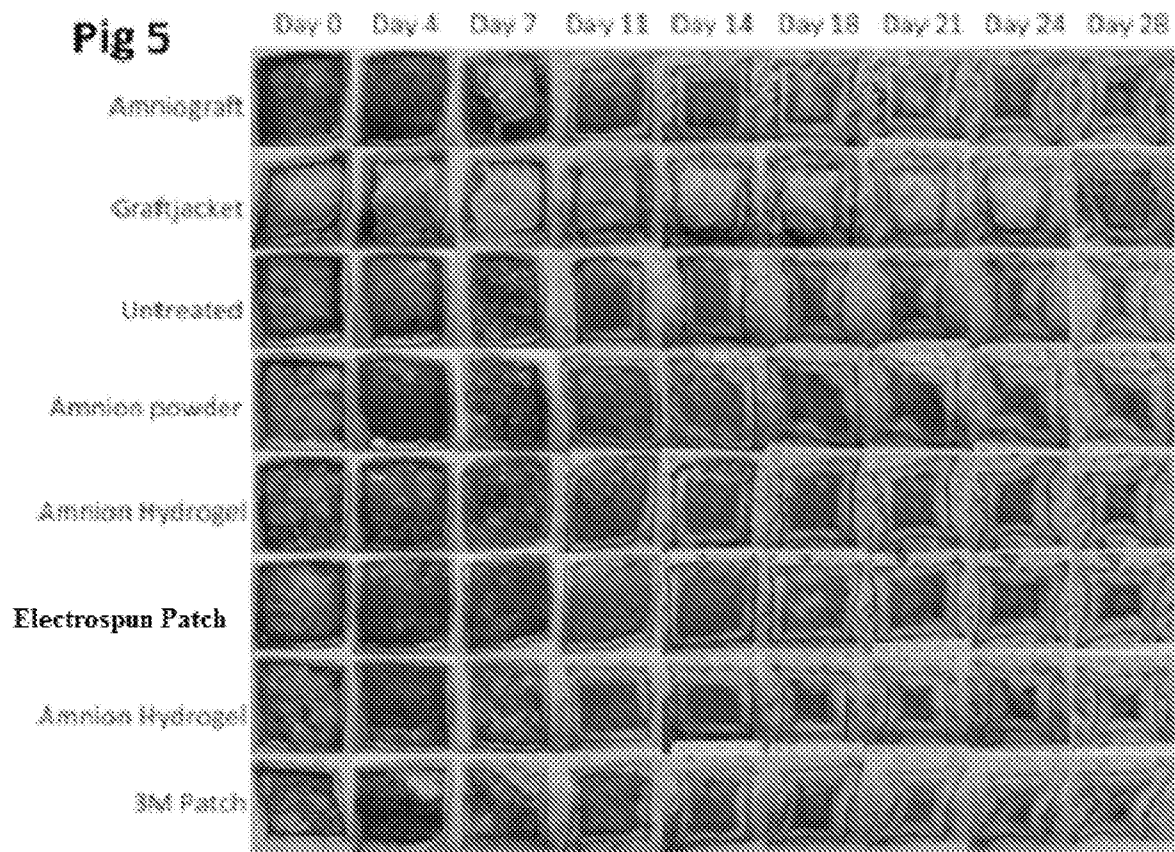 Pig 5
Day 0 Day 4 Day 7 Day 11 Day 14 Day 18 Day 21 Day 24 Day 28
Amniograft
Graftjacket
Untreated
Amnion powder
Amnion Hydrogel
Electrospun Patch
Amnion Hydrogel
3M Patch